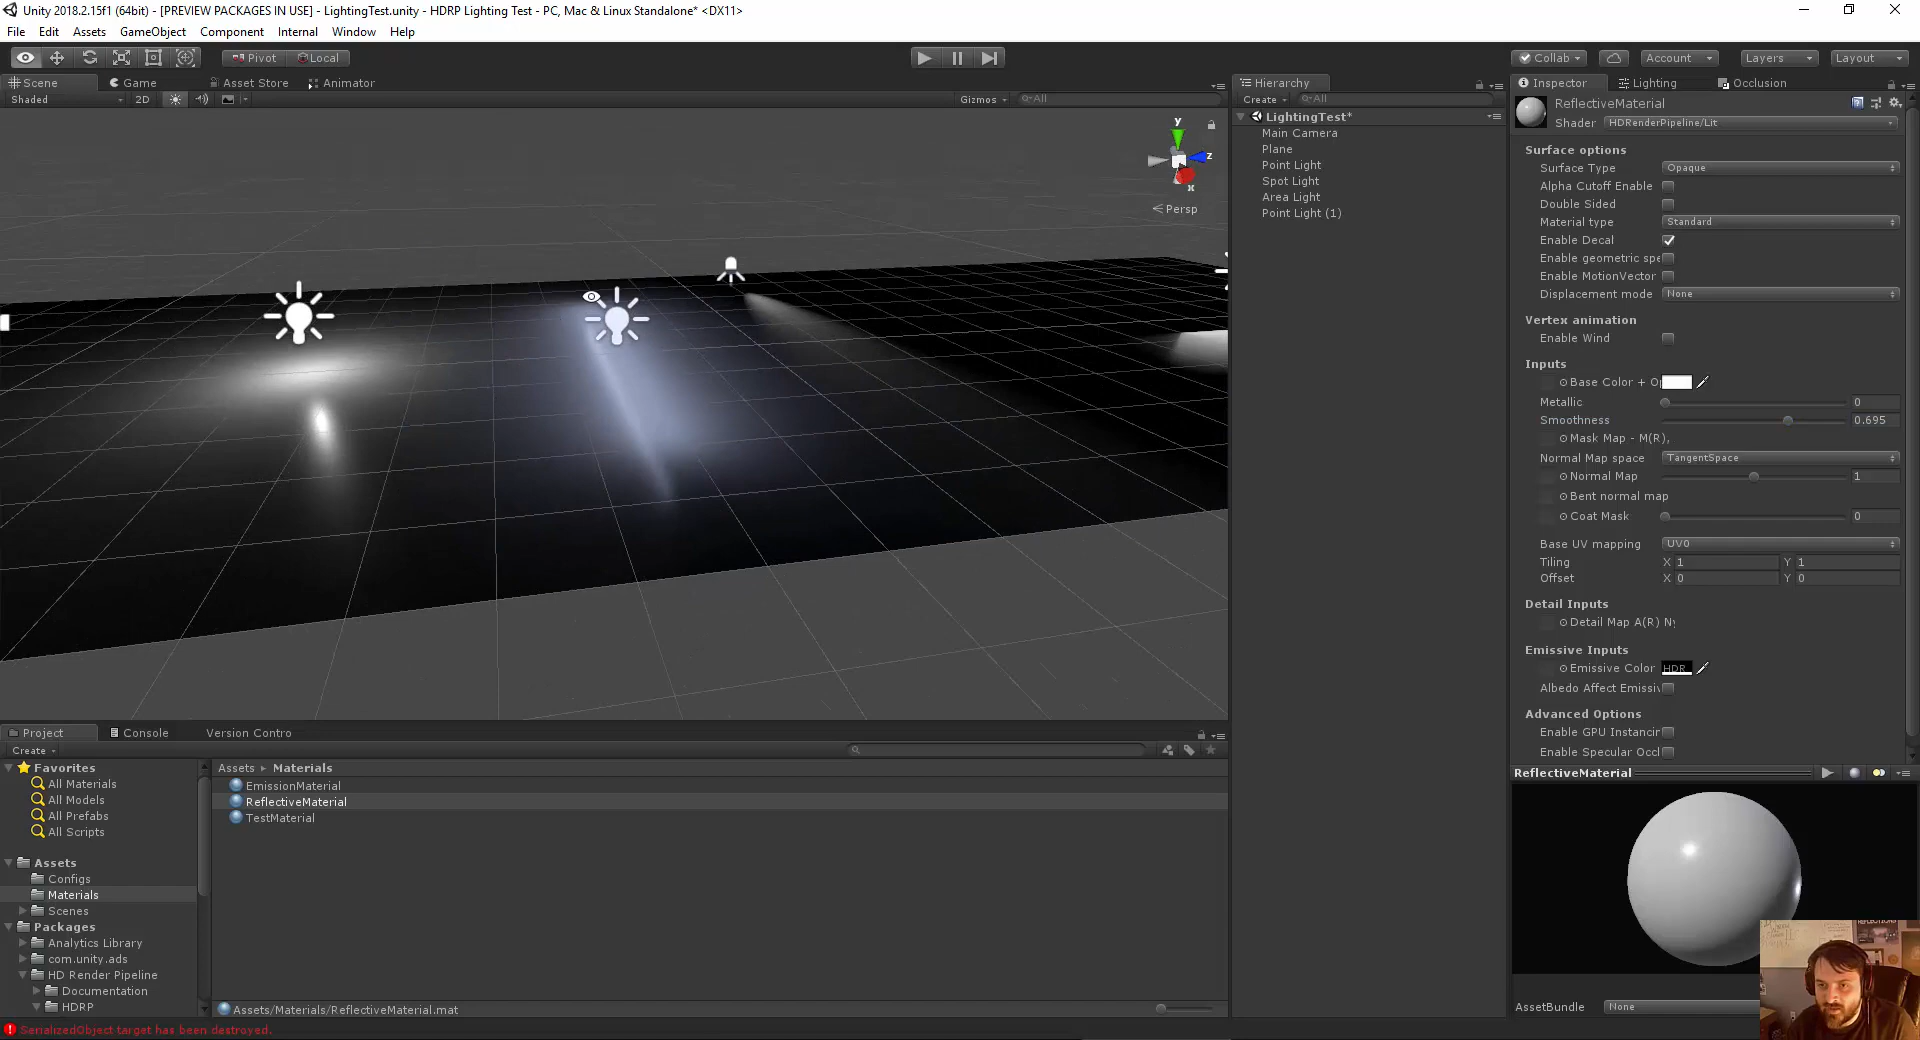 Unity 2018.2.15f1 (64bit) - [PREVIEW PACKAGES IN USE] - LightingTest.unity - HDRP Lighting Test - PC, Mac & Linux Standalone* <DX11>
File Edit Assets GameObject Component Internal Window Help
Pivot Local Collab Account Layers Layout
Scene Game Asset Store Animator
Shaded 2D Gizmos All
y
z
x
Persp
Hierarchy
Create All
LightingTest*
Main Camera
Plane
Point Light
Spot Light
Area Light
Point Light (1)
Inspector Lighting Occlusion
ReflectiveMaterial
Shader HDRenderPipeline/Lit
Surface options
Surface Type Opaque
Alpha Cutoff Enable
Double Sided
Material type Standard
Enable Decal
Enable geometric spe
Enable MotionVector
Displacement mode None
Vertex animation
Enable Wind
Inputs
Base Color + Op
Metallic 0
Smoothness 0.695
Mask Map - M(R),
Normal Map space TangentSpace
Normal Map 1
Bent normal map
Coat Mask 0
Base UV mapping UV0
Tiling X 1 Y 1
Offset X 0 Y 0
Detail Inputs
Detail Map A(R) Ny
Emissive Inputs
Emissive Color HDR
Albedo Affect Emissiv
Advanced Options
Enable GPU Instancin
Enable Specular Occl
ReflectiveMaterial
AssetBundle None
Project Console Version Contro
Create
Favorites
All Materials
All Models
All Prefabs
All Scripts
Assets
Configs
Materials
Scenes
Packages
Analytics Library
com.unity.ads
HD Render Pipeline
Documentation
HDRP
Assets Materials
EmissionMaterial
ReflectiveMaterial
TestMaterial
Assets/Materials/ReflectiveMaterial.mat
SerializedObject target has been destroyed.